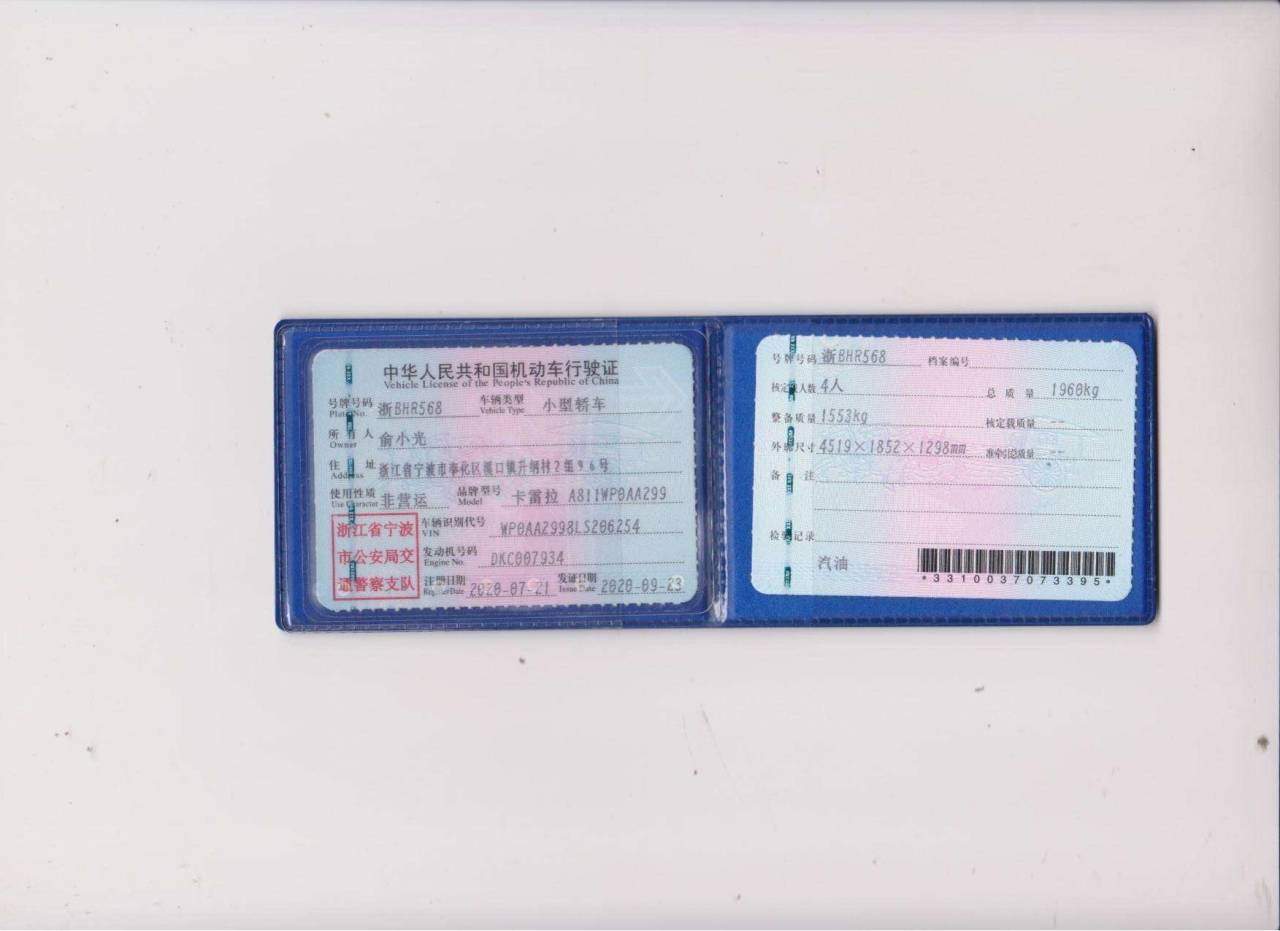 中华人民共和国机动车行驶证
Vehicle License of the People's Republic of China
号牌号码 浙BHR568 车辆类型 小型轿车
Plate No. Vehicle Type
所有人 俞小光
Owner
住址 浙江省宁波市奉化区溪口镇升纲林2组96号
Address
使用性质 非营运 品牌型号 卡雷拉 A811WP0AA299
Use Character Model
浙江省宁波
市公安局交
通警察支队
车辆识别代号 WP0AA2998LS206254
VIN
发动机号码 DKC007934
Engine No.
注册日期 2020-07-21 发证日期 2020-09-23
Register Date Issue Date
号牌号码 浙BHR568 档案编号
核定载人数 4人 总质量 1960kg
整备质量 1553kg 核定载质量 --
外廓尺寸 4519×1852×1298mm 准牵引总质量 --
备注
检验记录
汽油
*3310037073395*